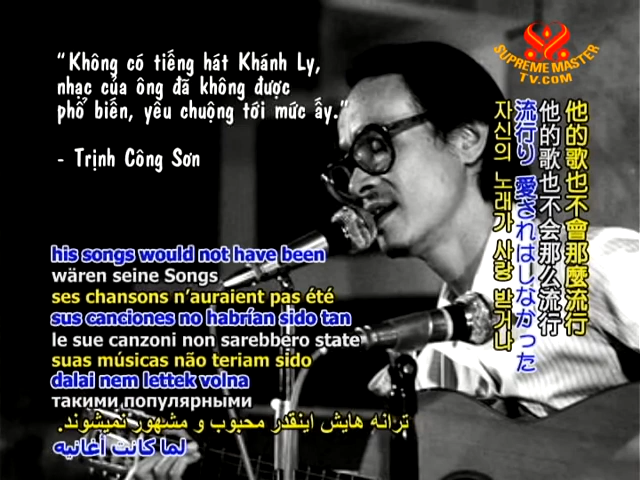 SUPREME MASTER
TV.COM
“Không có tiếng hát Khánh Ly,
nhạc của ông đã không được
phổ biến, yêu chuộng tới mức ấy.”
- Trịnh Công Sơn
他的歌也不會那麼流行
他的歌也不会那么流行
流行り 愛されはしなかった
자신의 노래가 사랑 받거나
his songs would not have been
wären seine Songs
ses chansons n’auraient pas été
sus canciones no habrían sido tan
le sue canzoni non sarebbero state
suas músicas não teriam sido
dalai nem lettek volna
такими популярными
ترانه هایش اینقدر محبوب و مشهور نمیشوند.
لما كانت أغانيه